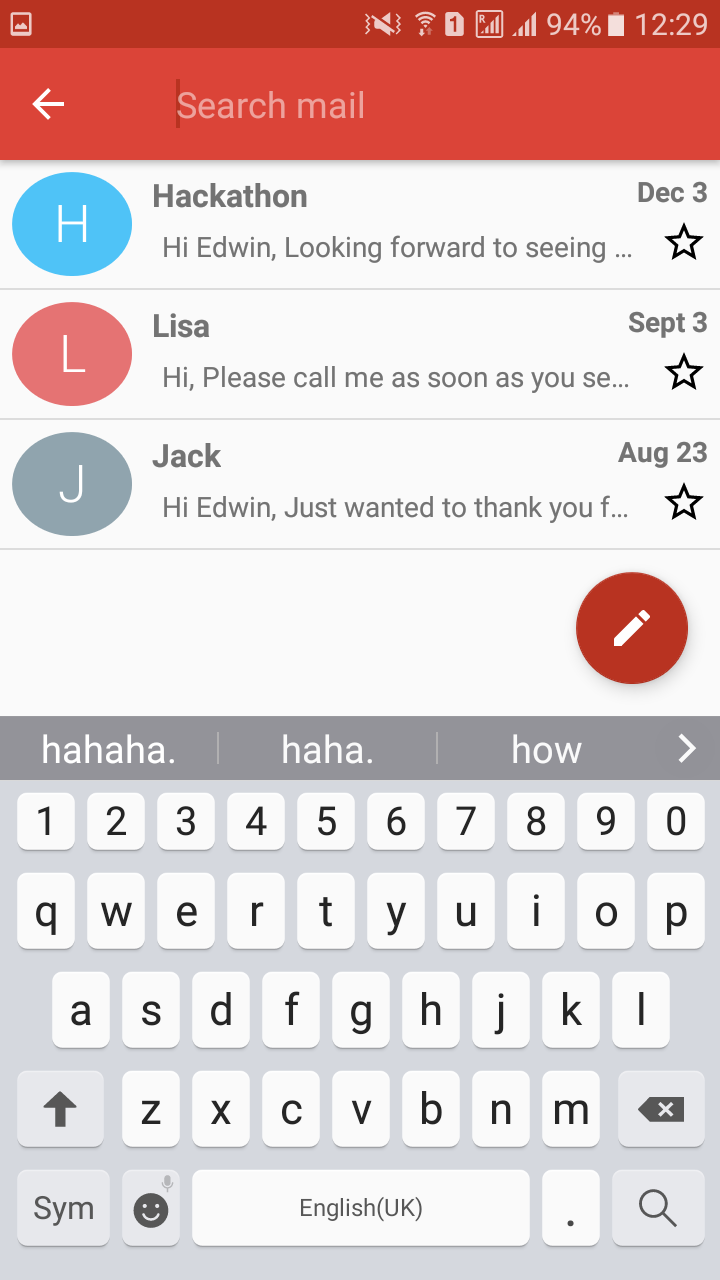 1 R 94% 12:29
Search mail
H Hackathon Dec 3
Hi Edwin, Looking forward to seeing ...
L Lisa Sept 3
Hi, Please call me as soon as you se...
J Jack Aug 23
Hi Edwin, Just wanted to thank you f...
hahaha. haha. how
1 2 3 4 5 6 7 8 9 0
q w e r t y u i o p
a s d f g h j k l
z x c v b n m
Sym English(UK) .